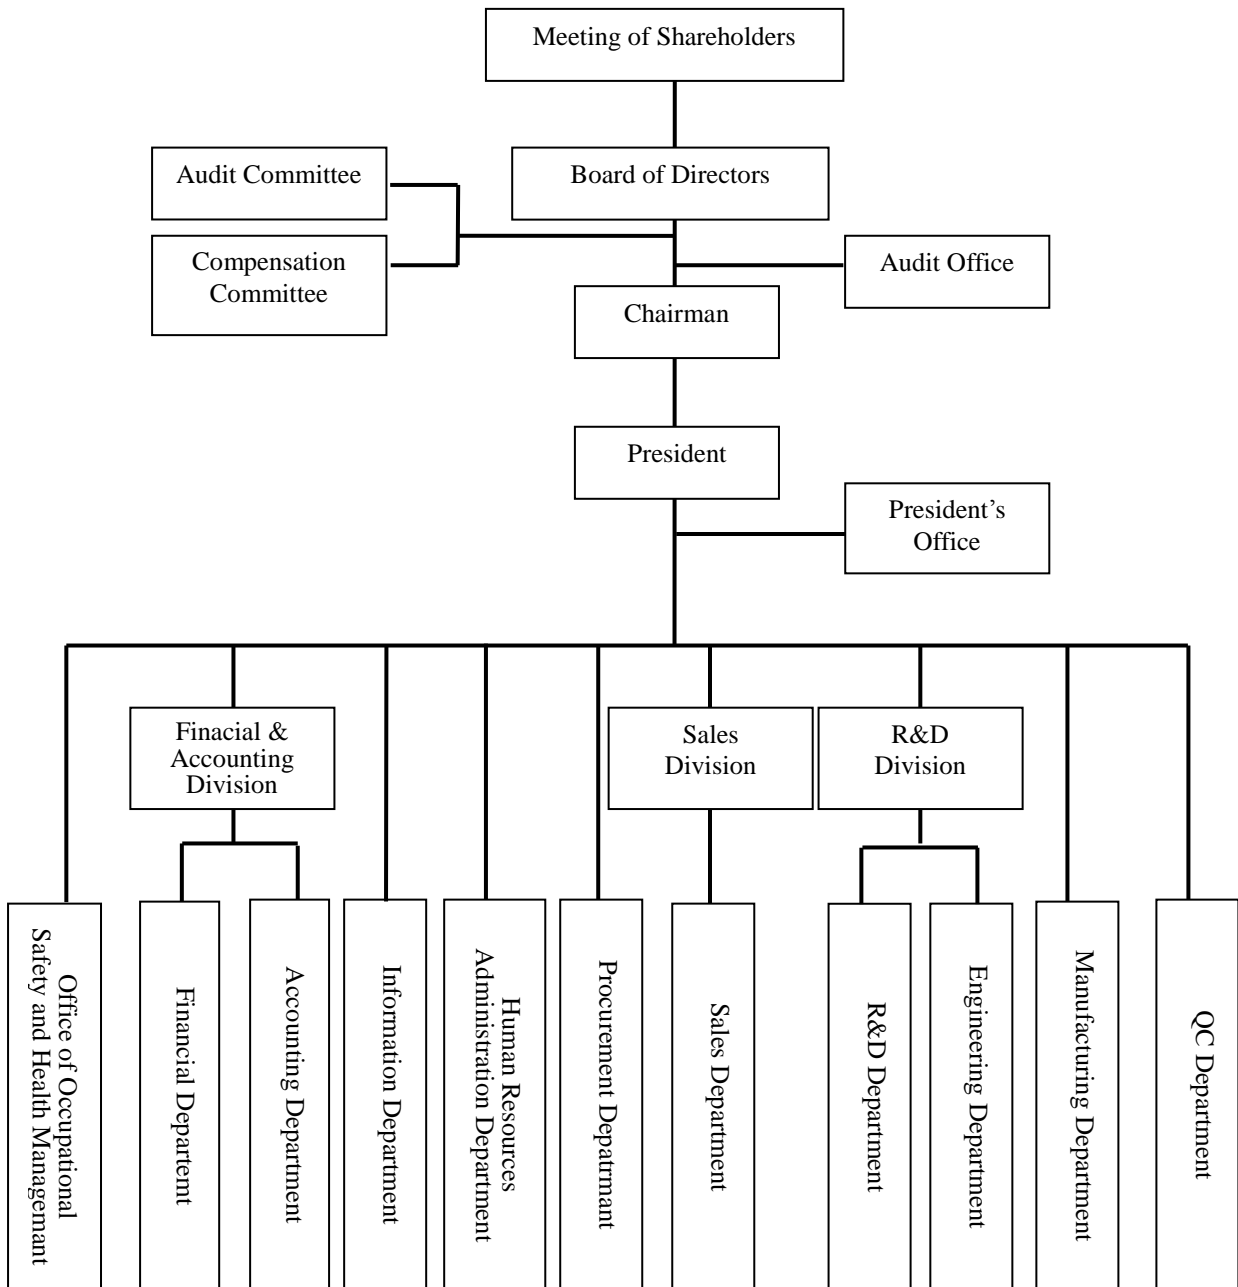 Meeting of Shareholders
Audit Committee
Board of Directors
Compensation
Committee
Audit Office
Chairman
President
President’s
Office
Finacial &
Accounting
Division
Sales
Division
R&D
Division
Office of Occupational
Safety and Health Managemant
Financial Departemt
Accounting Department
Information Department
Human Resources
Administration Department
Procurement Depatrmant
Sales Department
R&D Department
Engineering Department
Manufacturing Department
QC Department